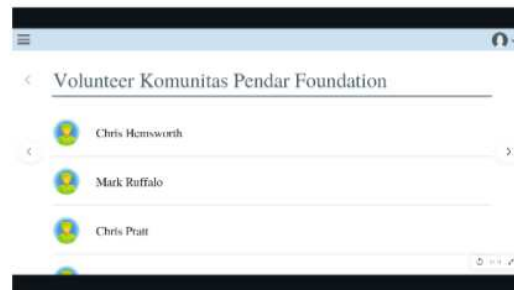 Volunteer Komunitas Pendar Foundation
Chris Hemsworth
Mark Ruffalo
Chris Pratt